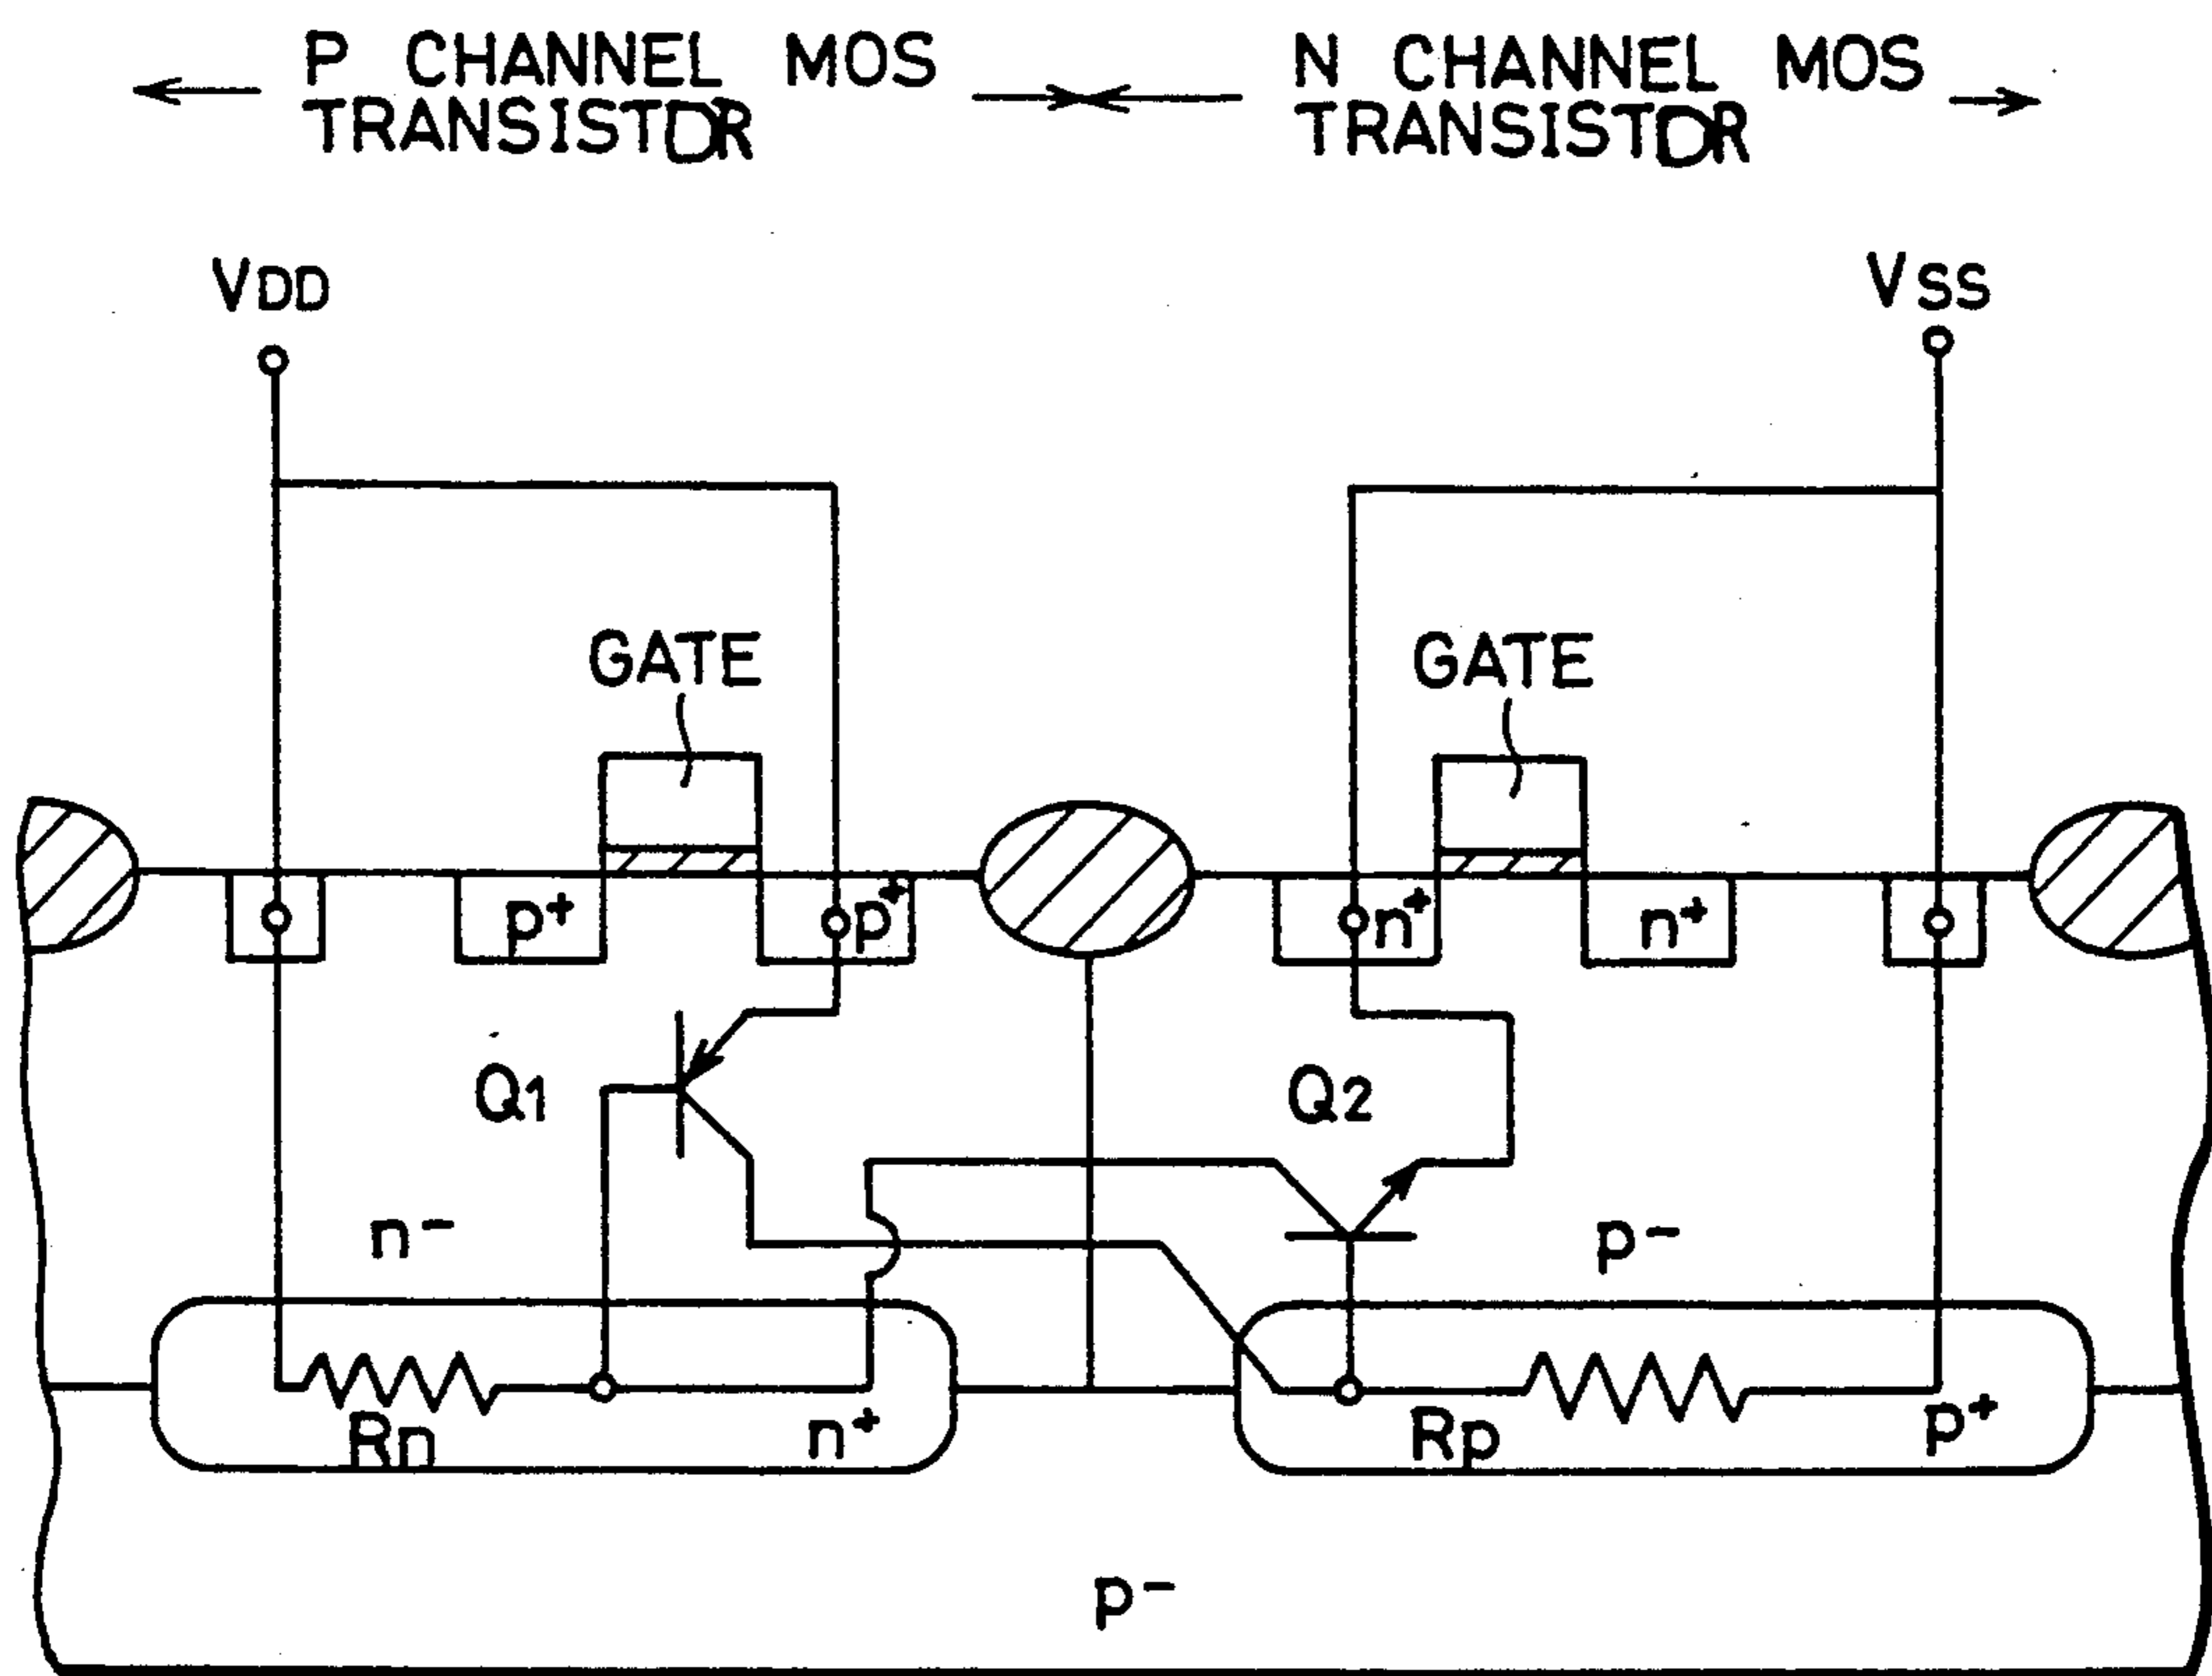 P CHANNEL MOS
TRANSISTOR
N CHANNEL MOS
TRANSISTOR
VDD
VSS
GATE
GATE
p+
p+
n+
n+
Q1
Q2
n-
p-
Rn
n+
Rp
p+
p-